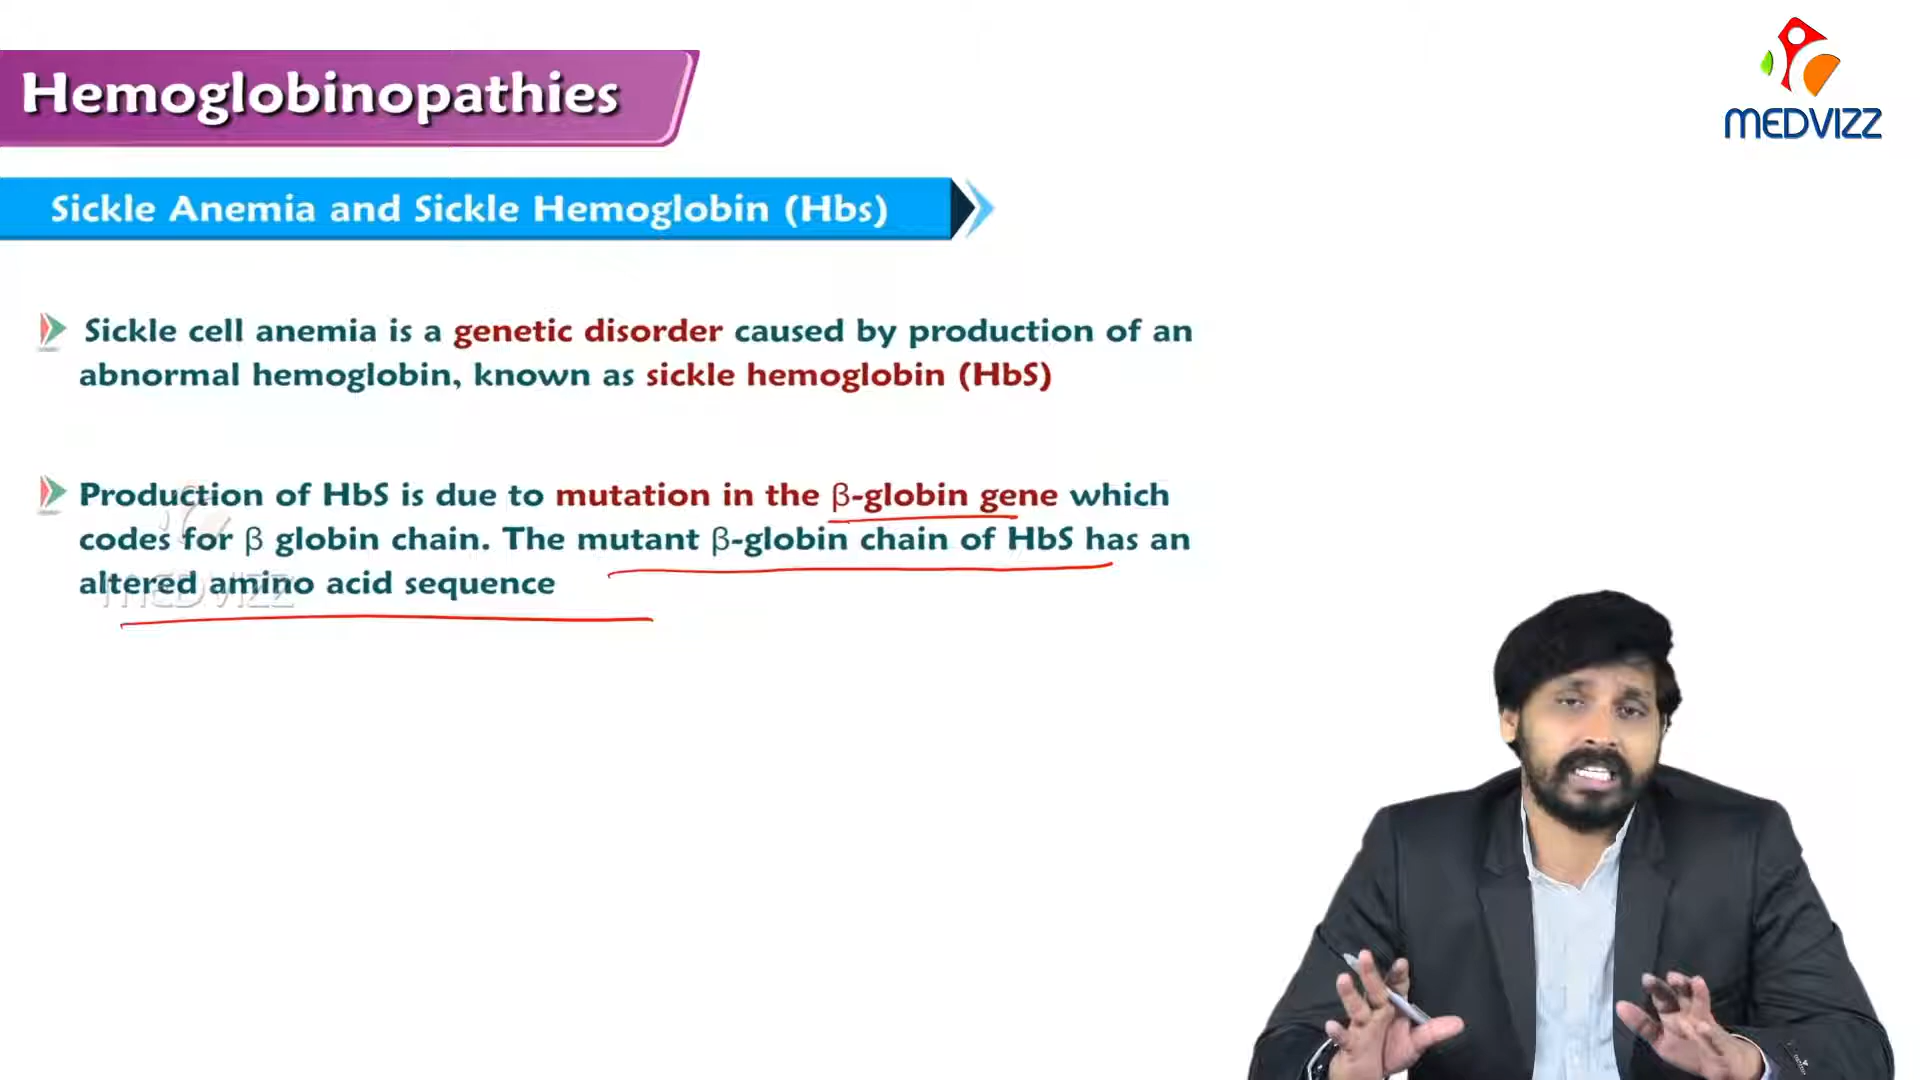 Hemoglobinopathies
MEDVIZZ
Sickle Anemia and Sickle Hemoglobin (Hbs)
Sickle cell anemia is a genetic disorder caused by production of an
abnormal hemoglobin, known as sickle hemoglobin (HbS)
Production of HbS is due to mutation in the β-globin gene which
codes for β globin chain. The mutant β-globin chain of HbS has an
altered amino acid sequence
MEDVIZZ